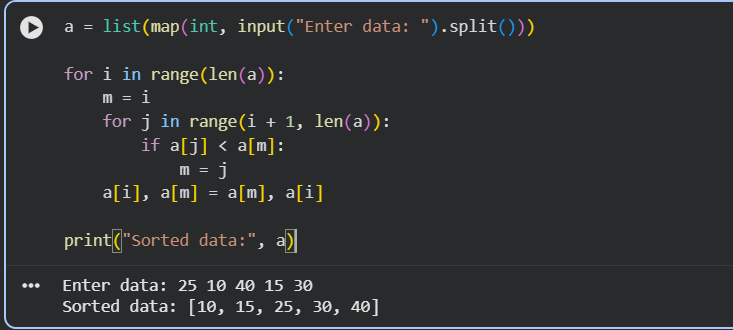 a = list(map(int, input("Enter data: ").split()))
for i in range(len(a)):
    m = i
    for j in range(i + 1, len(a)):
        if a[j] < a[m]:
            m = j
    a[i], a[m] = a[m], a[i]
print("Sorted data:", a)
Enter data: 25 10 40 15 30
Sorted data: [10, 15, 25, 30, 40]